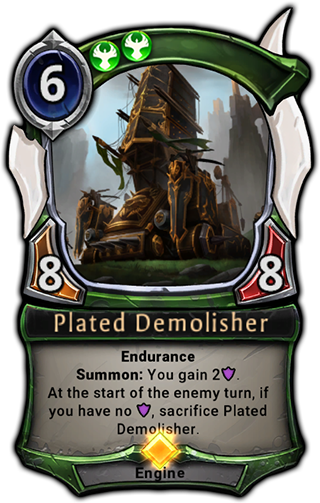 6
8
8
Plated Demolisher
Endurance
Summon: You gain 2.
At the start of the enemy turn, if
you have no , sacrifice Plated
Demolisher.
Engine